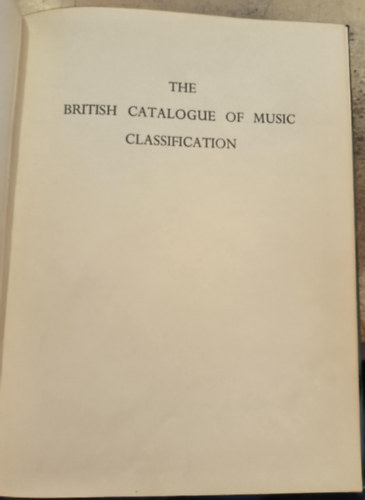 THE
BRITISH CATALOGUE OF MUSIC
CLASSIFICATION